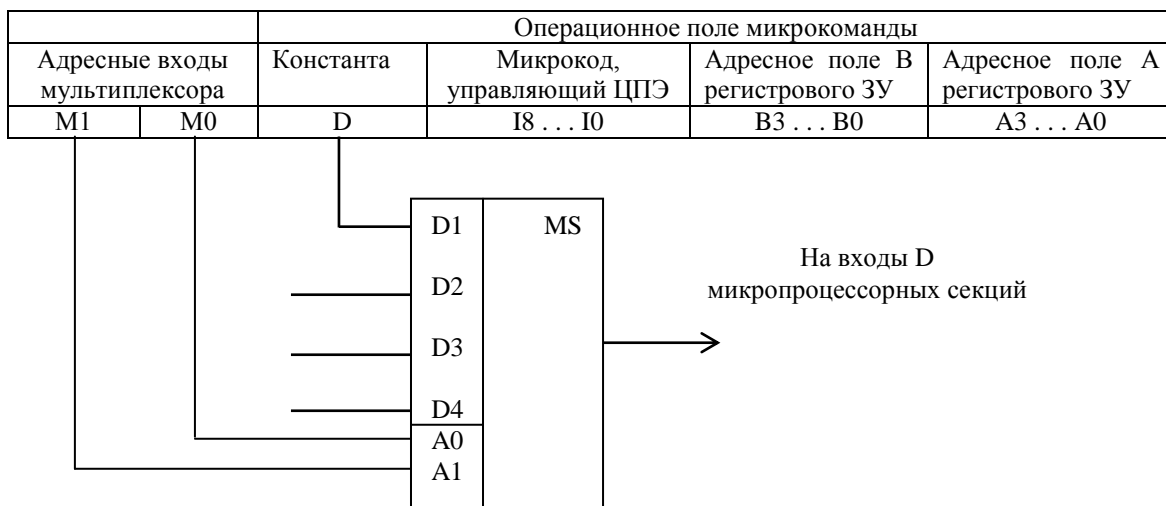 Операционное поле микрокоманды
Адресные входы мультиплексора
Константа
Микрокод, управляющий ЦПЭ
Адресное поле В регистрового ЗУ
Адресное поле А регистрового ЗУ
M1 M0 D I8 . . . I0 B3 . . . B0 A3 . . . A0
D1 MS
D2
D3
D4
A0
A1
На входы D
микропроцессорных секций